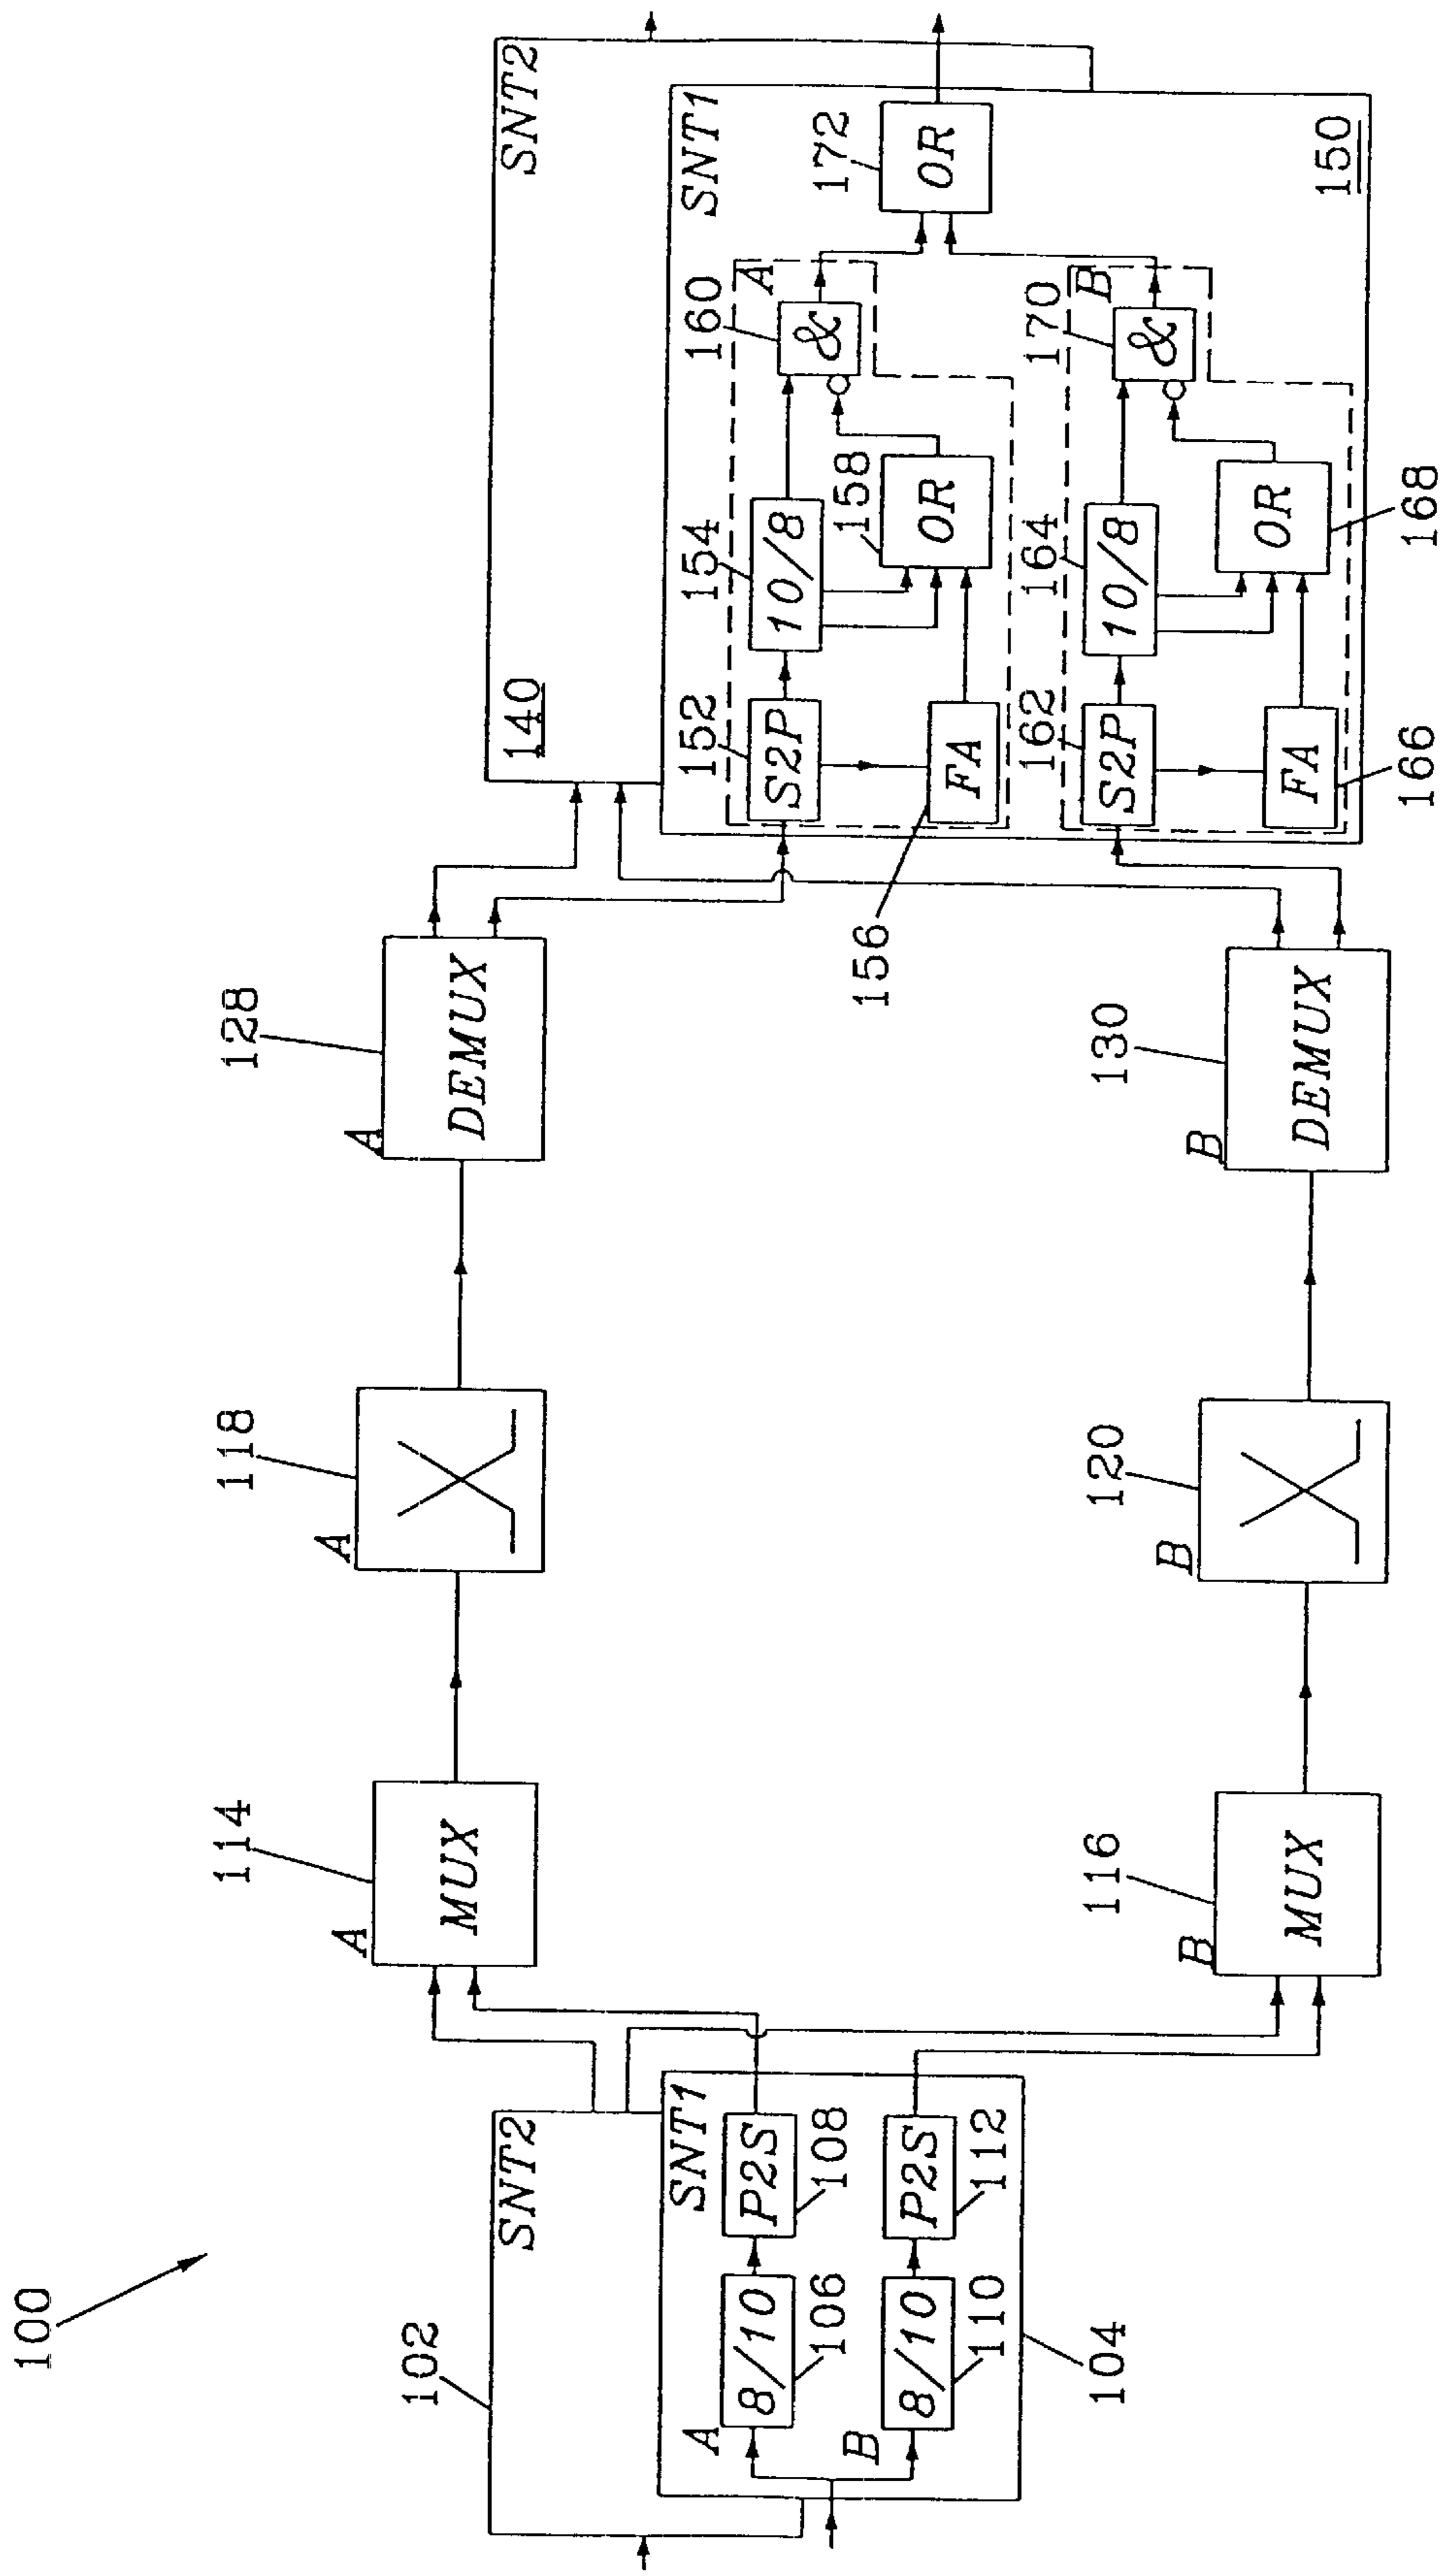 100
102
SNT2
SNT1
A
8/10
106
P2S
108
B
8/10
110
P2S
112
104
114
A
MUX
116
B
MUX
118
A
120
B
128
A
DEMUX
130
B
DEMUX
140
SNT2
SNT1
150
152
S2P
154
10/8
156
FA
158
OR
160
A
&
162
S2P
164
10/8
166
FA
168
OR
170
B
&
172
OR